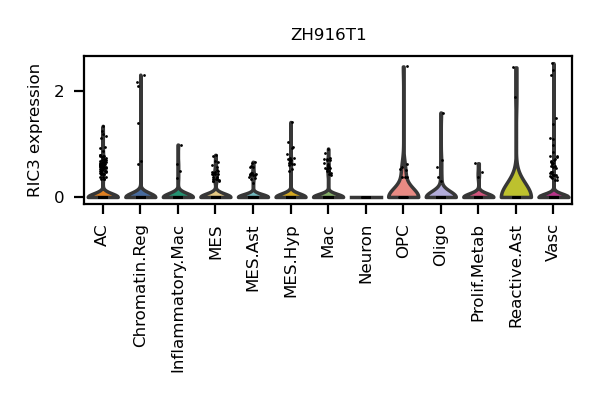 ZH916T1
RIC3 expression
2
0
AC
Chromatin.Reg
Inflammatory.Mac
MES
MES.Ast
MES.Hyp
Mac
Neuron
OPC
Oligo
Prolif.Metab
Reactive.Ast
Vasc